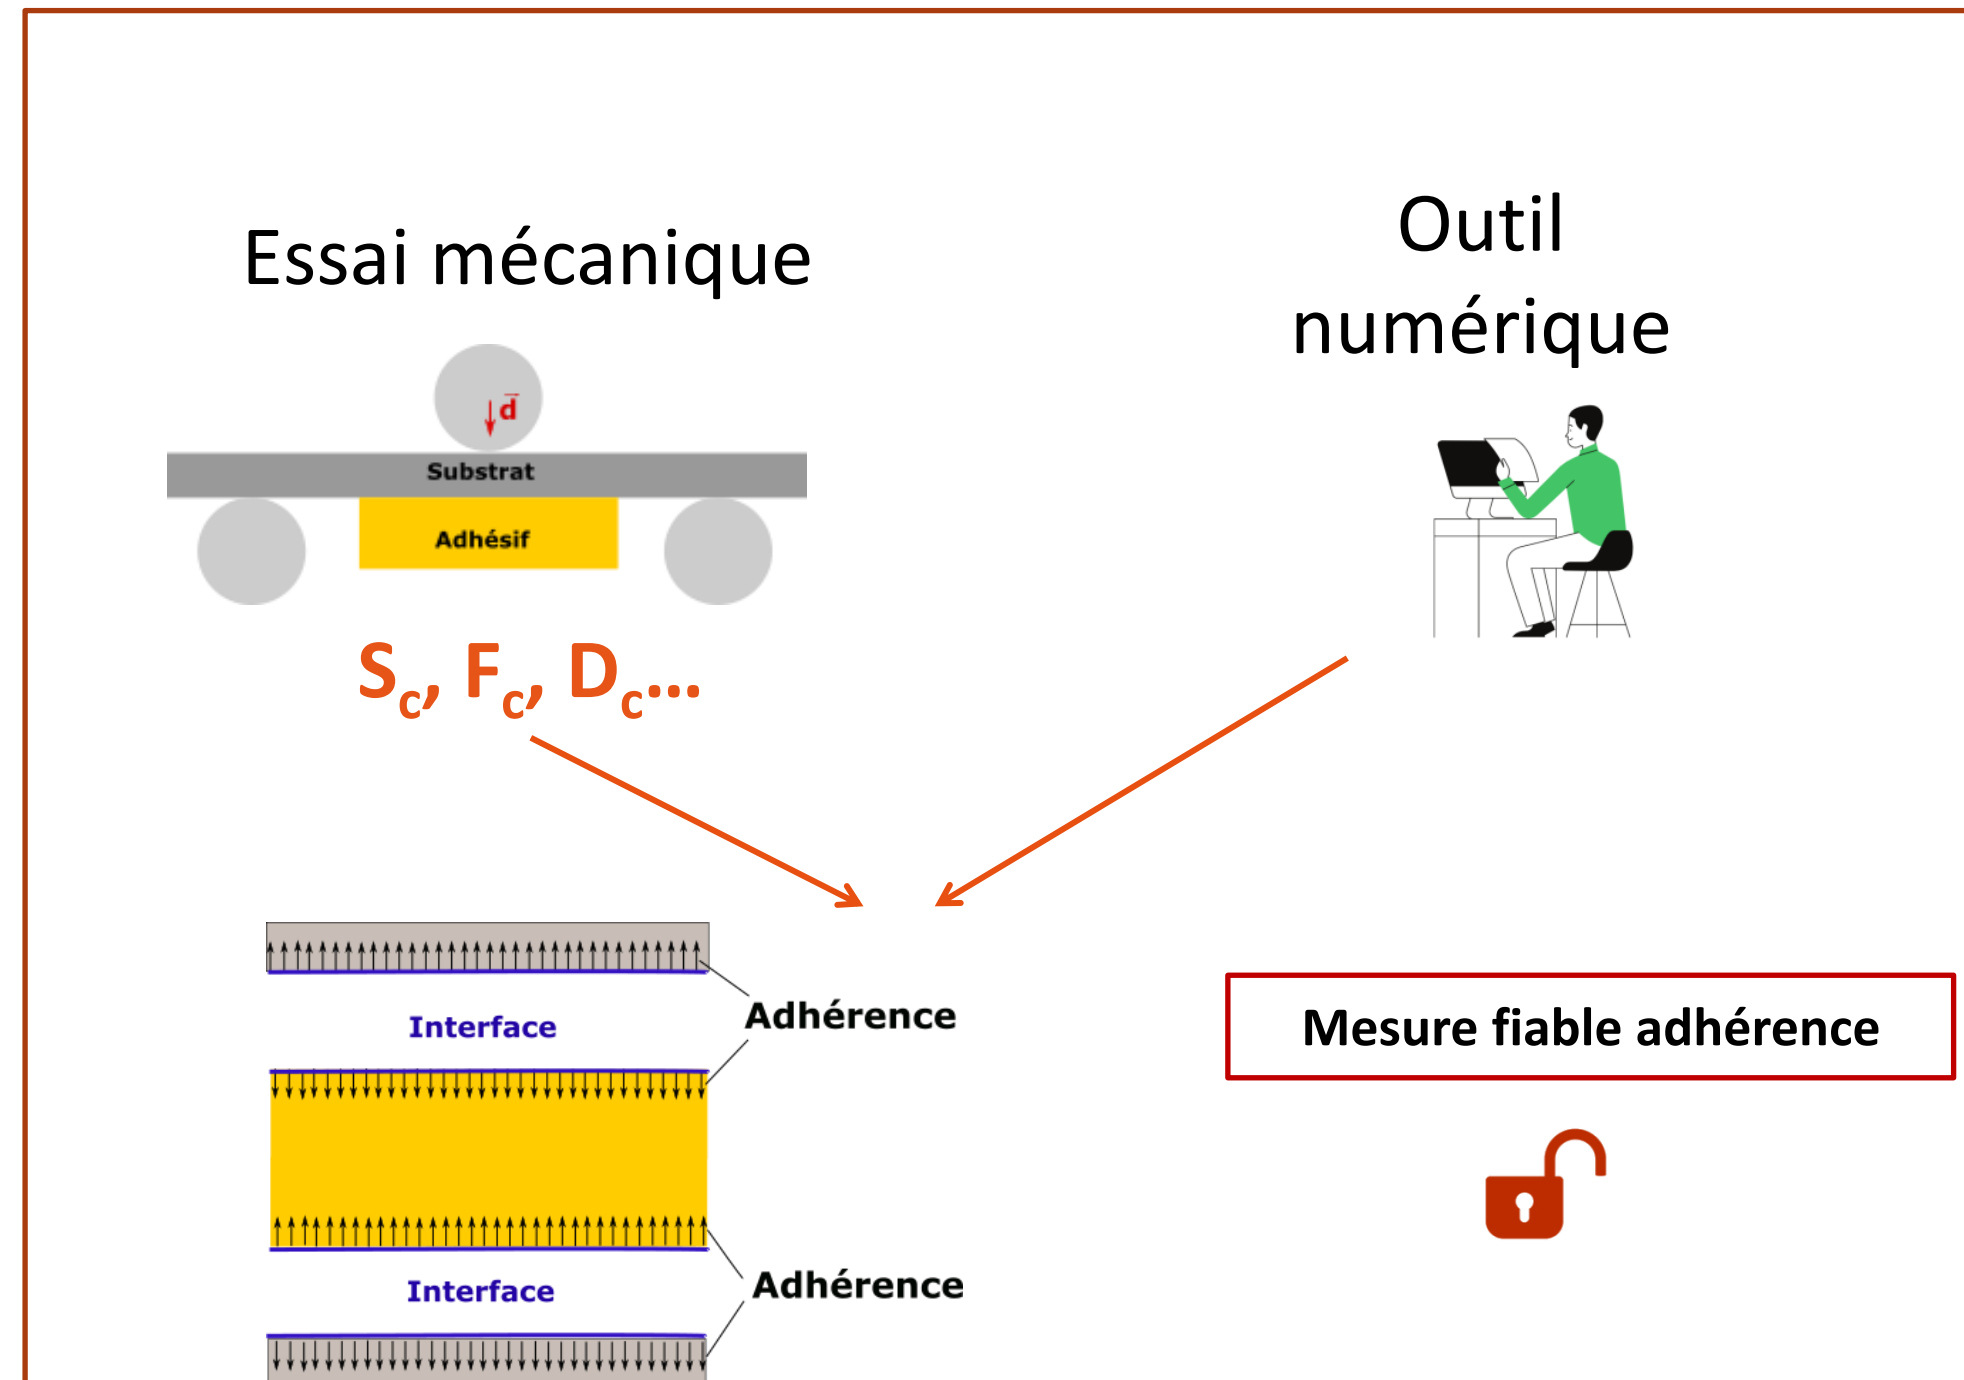 Essai mécanique
Outil
numérique
d
Substrat
Adhésif
Sc, Fc, Dc...
Adhérence
Interface
Mesure fiable adhérence
Interface
Adhérence